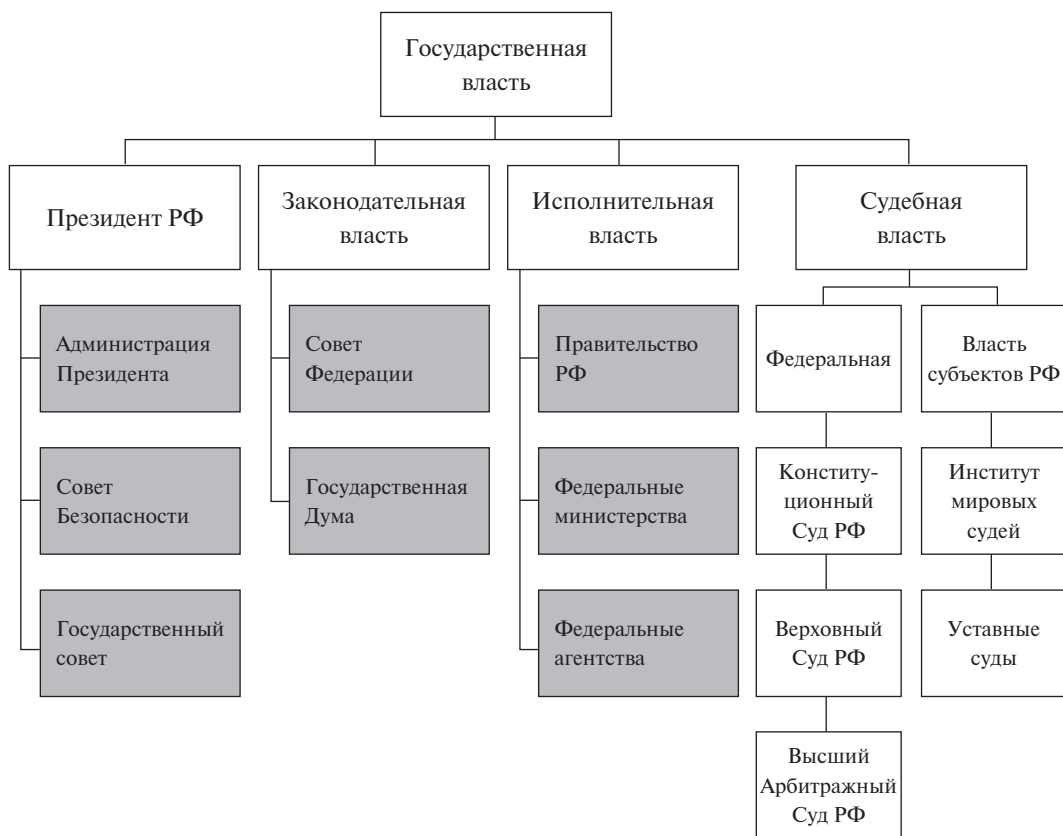 Государственная
власть
Президент РФ
Законодательная
власть
Исполнительная
власть
Судебная
власть
Администрация
Президента
Совет
Федерации
Правительство
РФ
Федеральная
Власть
субъектов РФ
Совет
Безопасности
Государственная
Дума
Федеральные
министерства
Конститу-
ционный
Суд РФ
Институт
мировых
судей
Государственный
совет
Федеральные
агентства
Верховный
Суд РФ
Уставные
суды
Высший
Арбитражный
Суд РФ